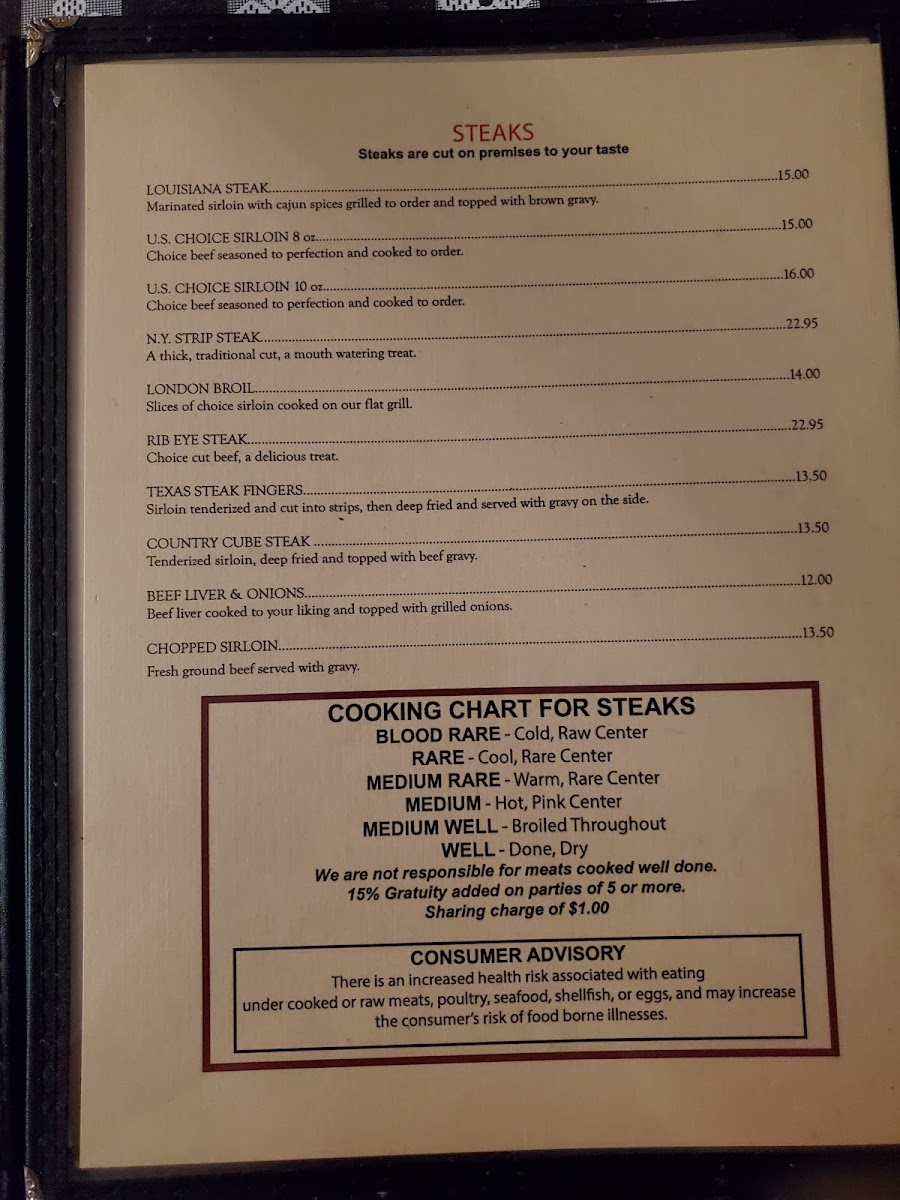 STEAKS
Steaks are cut on premises to your taste
LOUISIANA STEAK...15.00
Marinated sirloin with cajun spices grilled to order and topped with brown gravy.
U.S. CHOICE SIRLOIN 8 oz...15.00
Choice beef seasoned to perfection and cooked to order.
U.S. CHOICE SIRLOIN 10 oz...16.00
Choice beef seasoned to perfection and cooked to order.
N.Y. STRIP STEAK...22.95
A thick, traditional cut, a mouth watering treat.
LONDON BROIL...14.00
Slices of choice sirloin cooked on our flat grill.
RIB EYE STEAK...22.95
Choice cut beef, a delicious treat.
TEXAS STEAK FINGERS...13.50
Sirloin tenderized and cut into strips, then deep fried and served with gravy on the side.
COUNTRY CUBE STEAK ...13.50
Tenderized sirloin, deep fried and topped with beef gravy.
BEEF LIVER & ONIONS...12.00
Beef liver cooked to your liking and topped with grilled onions.
CHOPPED SIRLOIN...13.50
Fresh ground beef served with gravy.
COOKING CHART FOR STEAKS
BLOOD RARE - Cold, Raw Center
RARE - Cool, Rare Center
MEDIUM RARE - Warm, Rare Center
MEDIUM - Hot, Pink Center
MEDIUM WELL - Broiled Throughout
WELL - Done, Dry
We are not responsible for meats cooked well done.
15% Gratuity added on parties of 5 or more.
Sharing charge of $1.00
CONSUMER ADVISORY
There is an increased health risk associated with eating
under cooked or raw meats, poultry, seafood, shellfish, or eggs, and may increase
the consumer's risk of food borne illnesses.